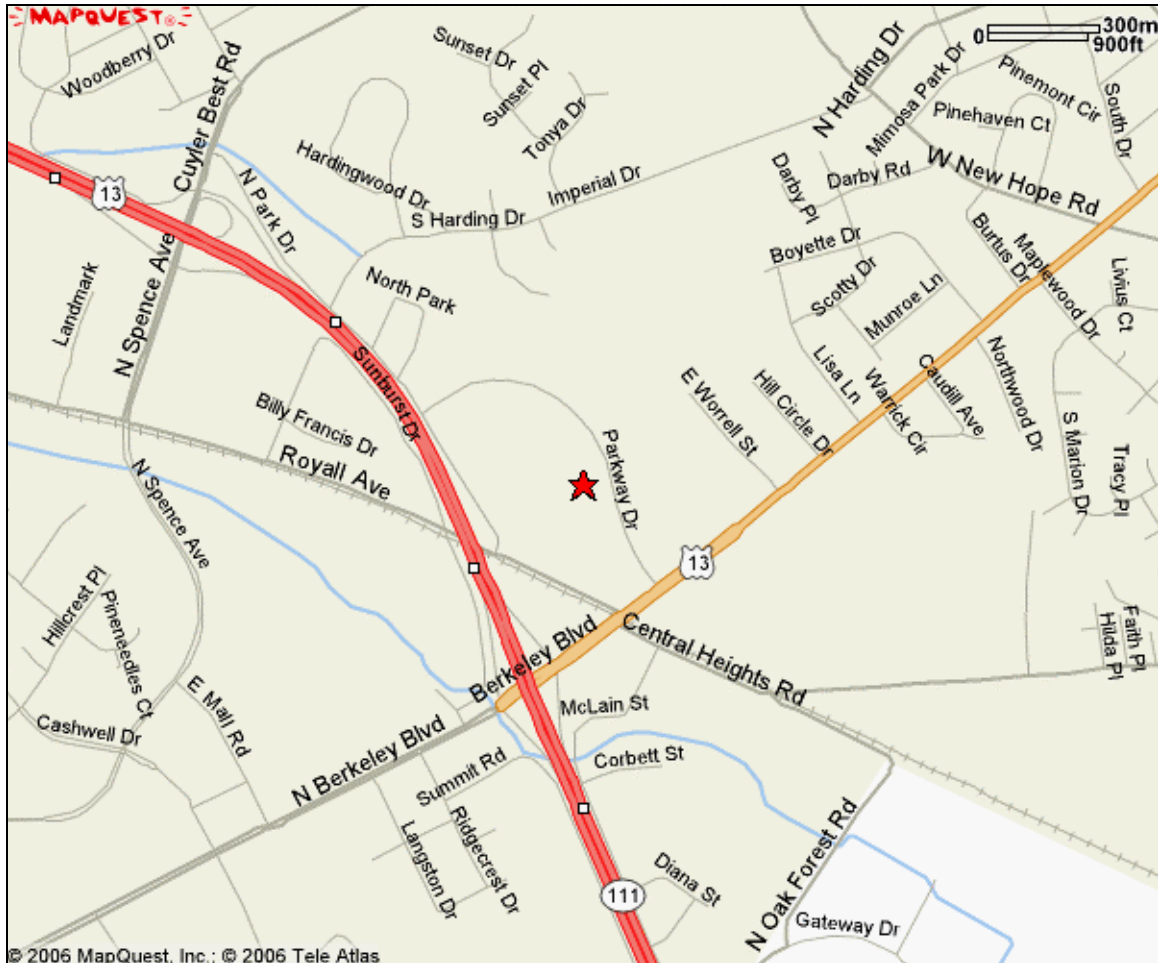 MAPQUEST®
0 300m
900ft
Woodberry Dr
Cuyler Best Rd
Sunset Dr
Sunset Pl
Tonya Dr
N Harding Dr
Mimosa Park Dr
Pinemont Cir
South Dr
Pinehaven Ct
Hardingwood Dr
Imperial Dr
S Harding Dr
Darby Pl
Darby Rd
W New Hope Rd
13
N Park Dr
Boyette Dr
Burtus Dr
Maplewood Dr
Livius Ct
Landmark
N Spence Ave
North Park
Scotty Dr
Munroe Ln
Sunburst Dr
Lisa Ln
Warrick Cir
Caudill Ave
Northwood Dr
E Worrell St
Hill Circle Dr
Billy Francis Dr
Royall Ave
Parkway Dr
S Marion Dr
Tracy Pl
N Spence Ave
13
Hillcrest Pl
Pineneedles Ct
Berkeley Blvd
Central Heights Rd
Faith Pl
Hilda Pl
E Mall Rd
Cashwell Dr
McLain St
N Berkeley Blvd
Summit Rd
Corbett St
Langston Dr
Ridgecrest Dr
N Oak Forest Rd
Diana St
111
Gateway Dr
© 2006 MapQuest, Inc.; © 2006 Tele Atlas